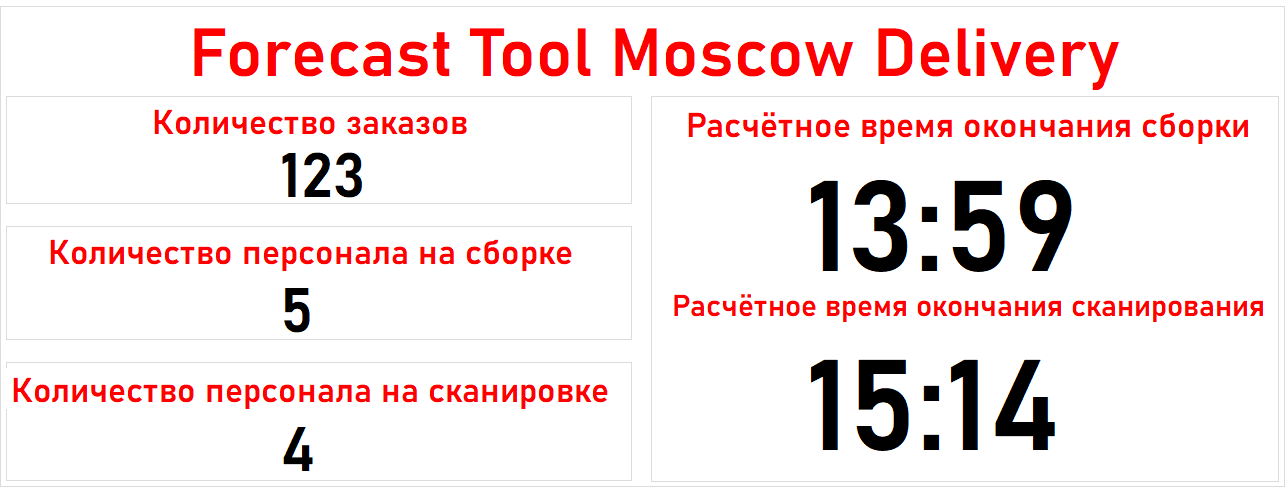 Forecast Tool Moscow Delivery
Количество заказов
123
Количество персонала на сборке
5
Количество персонала на сканировке
4
Расчётное время окончания сборки
13:59
Расчётное время окончания сканирования
15:14